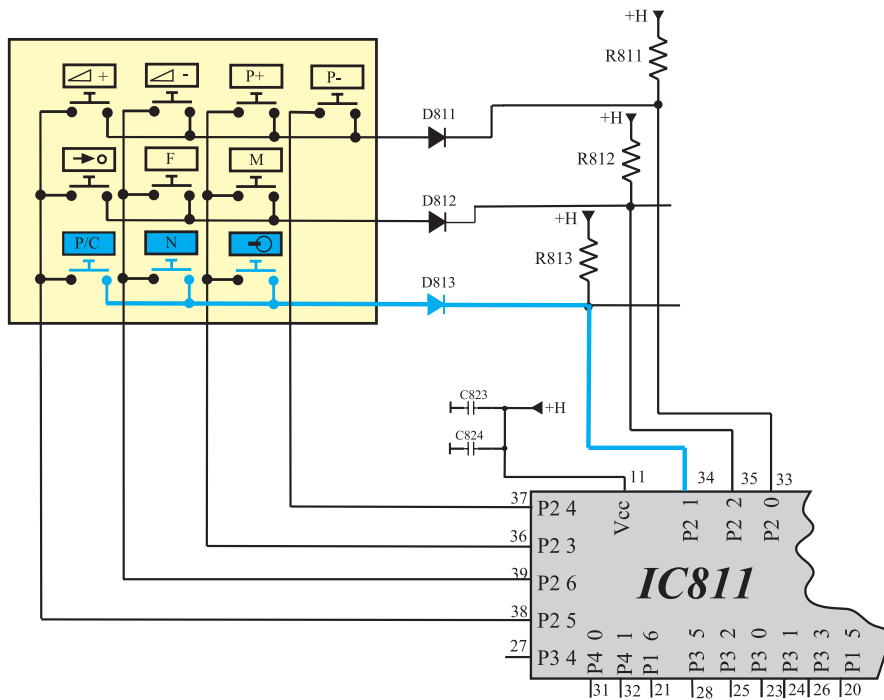 +H
R811
+ - P+ P-
D811
+H
R812
F M
D812
+H
R813
P/C N
D813
C823
+H
C824
11 34 35 33
37 P2 4 Vcc P2 1 P2 2 P2 0
36 P2 3
39 P2 6
IC811
38 P2 5
27 P3 4
P4 0 P4 1 P1 6 P3 5 P3 2 P3 0 P3 1 P3 3 P1 5
31 32 21 28 25 23 24 26 20